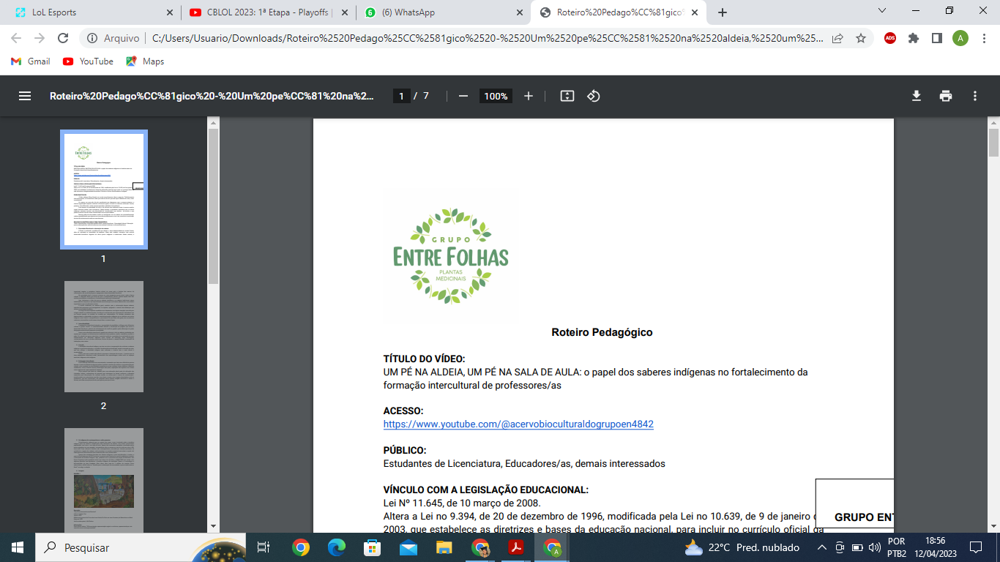 LoL Esports
CBLOL 2023: 1ª Etapa - Playoffs |
(6) WhatsApp
Roteiro%20Pedago%CC%81gico%
Arquivo
C:/Users/Usuario/Downloads/Roteiro%2520Pedago%25CC%2581gico%2520-%2520Um%2520pe%25CC%2581%2520na%2520aldeia,%2520um%25...
ADS
A
Gmail
YouTube
Maps
Roteiro%20Pedago%CC%81gico%20-%20Um%20pe%CC%81%20na%2...
1 / 7
100%
1
2
GRUPO
ENTRE FOLHAS
PLANTAS
MEDICINAIS
Roteiro Pedagógico
TÍTULO DO VÍDEO:
UM PÉ NA ALDEIA, UM PÉ NA SALA DE AULA: o papel dos saberes indígenas no fortalecimento da
formação intercultural de professores/as
ACESSO:
https://www.youtube.com/@acervobioculturaldogrupoen4842
PÚBLICO:
Estudantes de Licenciatura, Educadores/as, demais interessados
VÍNCULO COM A LEGISLAÇÃO EDUCACIONAL:
Lei Nº 11.645, de 10 março de 2008.
Altera a Lei no 9.394, de 20 de dezembro de 1996, modificada pela Lei no 10.639, de 9 de janeiro
GRUPO ENT
2003, que estabelece as diretrizes e bases da educação nacional, para incluir no currículo oficial da
Pesquisar
22°C Pred. nublado
POR
PTB2
18:56
12/04/2023